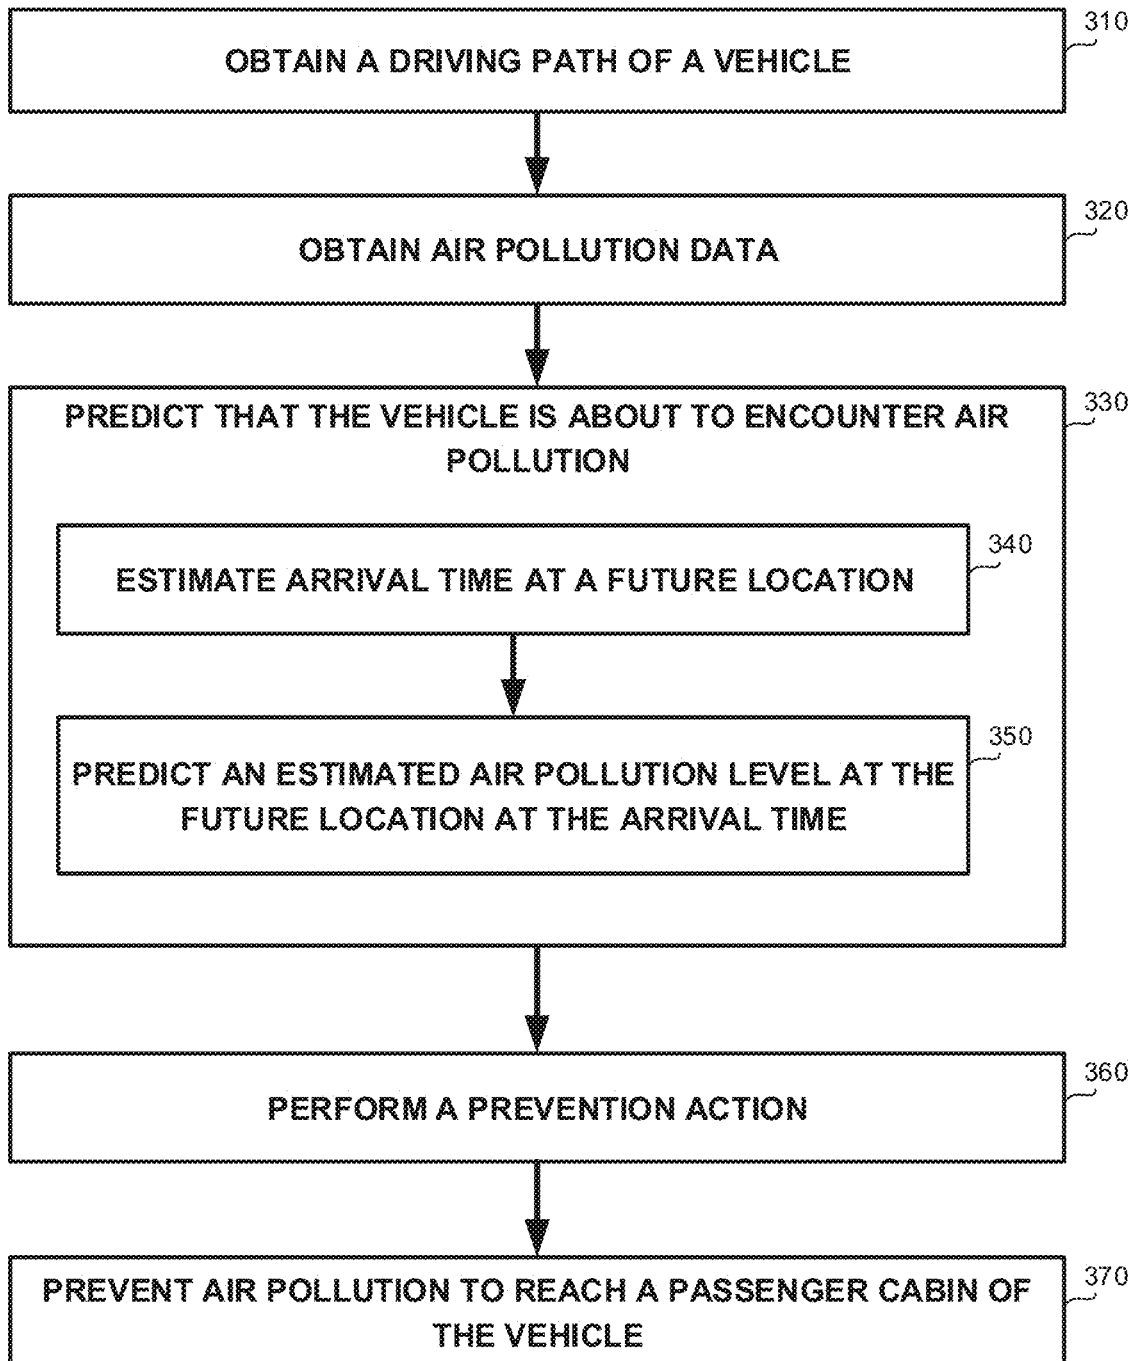 310
OBTAIN A DRIVING PATH OF A VEHICLE
320
OBTAIN AIR POLLUTION DATA
330
PREDICT THAT THE VEHICLE IS ABOUT TO ENCOUNTER AIR
POLLUTION
340
ESTIMATE ARRIVAL TIME AT A FUTURE LOCATION
350
PREDICT AN ESTIMATED AIR POLLUTION LEVEL AT THE
FUTURE LOCATION AT THE ARRIVAL TIME
360
PERFORM A PREVENTION ACTION
370
PREVENT AIR POLLUTION TO REACH A PASSENGER CABIN OF
THE VEHICLE